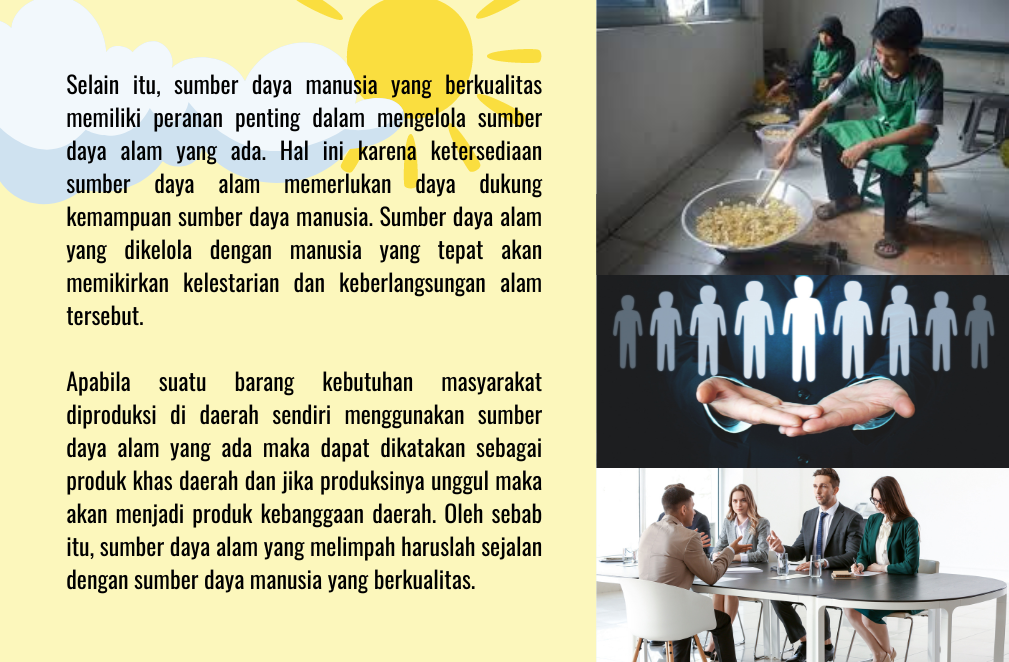 Selain itu, sumber daya manusia yang berkualitas
memiliki peranan penting dalam mengelola sumber
daya alam yang ada. Hal ini karena ketersediaan
sumber daya alam memerlukan daya dukung
kemampuan sumber daya manusia. Sumber daya alam
yang dikelola dengan manusia yang tepat akan
memikirkan kelestarian dan keberlangsungan alam
tersebut.
Apabila suatu barang kebutuhan masyarakat
diproduksi di daerah sendiri menggunakan sumber
daya alam yang ada maka dapat dikatakan sebagai
produk khas daerah dan jika produksinya unggul maka
akan menjadi produk kebanggaan daerah. Oleh sebab
itu, sumber daya alam yang melimpah haruslah sejalan
dengan sumber daya manusia yang berkualitas.